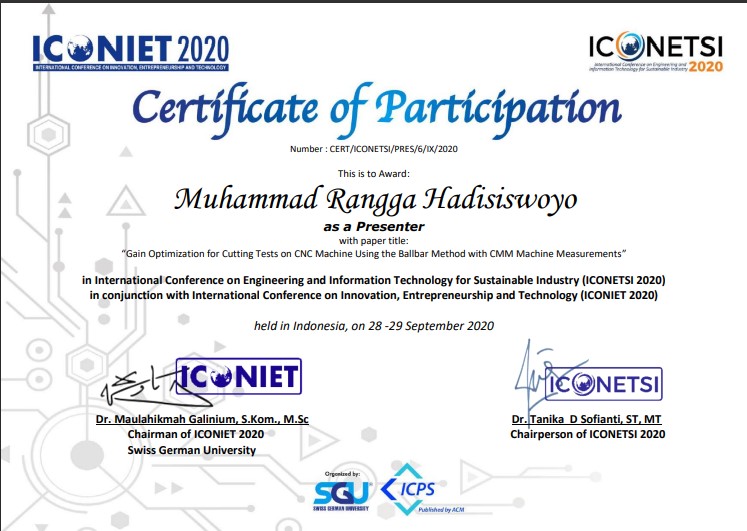 ICONIET 2020
INTERNATIONAL CONFERENCE ON INNOVATION, ENTREPRENEURSHIP AND TECHNOLOGY
ICONETSI
International Conference on Engineering and
Information Technology for Sustainable Industry 2020
Certificate of Participation
Number : CERT/ICONETSI/PRES/6/IX/2020
This is to Award:
Muhammad Rangga Hadisiswoyo
as a Presenter
with paper title:
“Gain Optimization for Cutting Tests on CNC Machine Using the Ballbar Method with CMM Machine Measurements”
in International Conference on Engineering and Information Technology for Sustainable Industry (ICONETSI 2020)
in conjunction with International Conference on Innovation, Entrepreneurship and Technology (ICONIET 2020)
held in Indonesia, on 28 -29 September 2020
ICONIET
Dr. Maulahikmah Galinium, S.Kom., M.Sc
Chairman of ICONIET 2020
Swiss German University
ICONETSI
Dr. Tanika D Sofianti, ST, MT
Chairperson of ICONETSI 2020
Organized by:
SGU
SWISS GERMAN UNIVERSITY
ICPS
Published by ACM